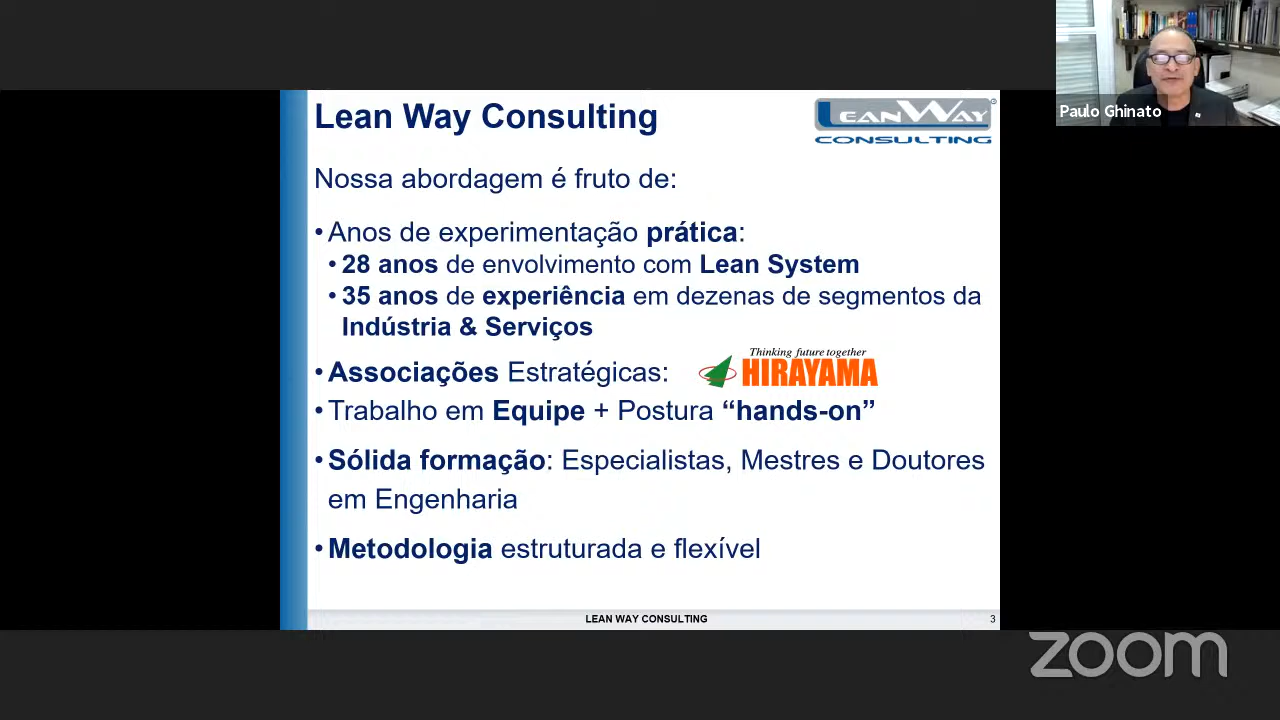 Lean Way Consulting
LEANWAY
CONSULTING
Paulo Ghinato
Nossa abordagem é fruto de:
• Anos de experimentação prática:
• 28 anos de envolvimento com Lean System
• 35 anos de experiência em dezenas de segmentos da
Indústria & Serviços
• Associações Estratégicas:
Thinking future together
HIRAYAMA
• Trabalho em Equipe + Postura “hands-on”
• Sólida formação: Especialistas, Mestres e Doutores
em Engenharia
• Metodologia estruturada e flexível
LEAN WAY CONSULTING
3
zoom